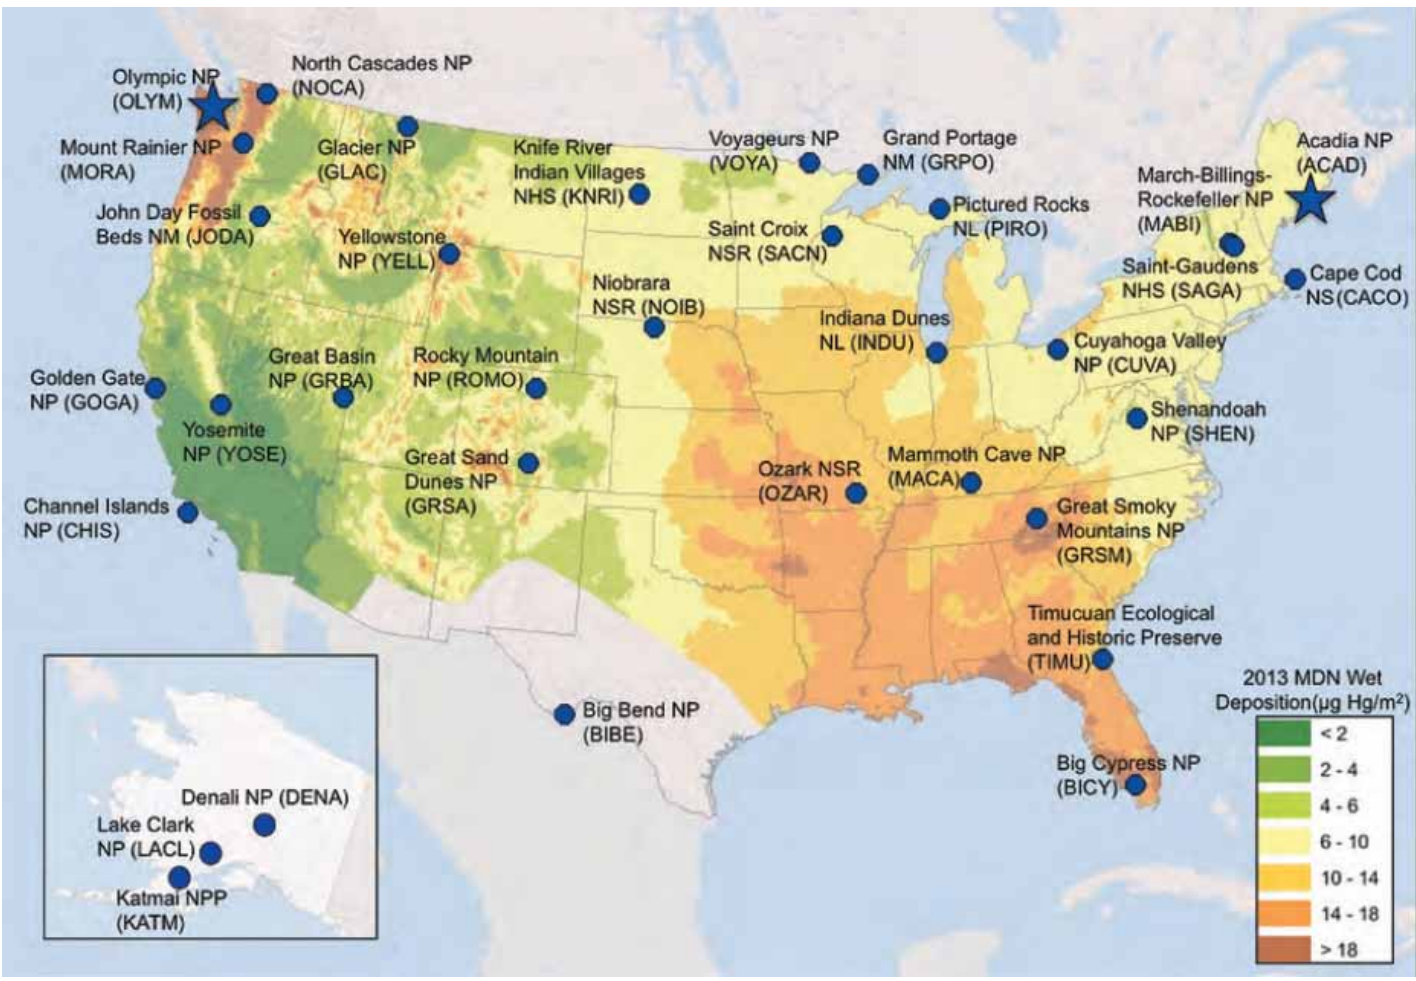 North Cascades NP
(NOCA)
Olympic NP
(OLYM)
Mount Rainier NP
(MORA)
Glacier NP
(GLAC)
Knife River
Indian Villages
NHS (KNRI)
Voyageurs NP
(VOYA)
Grand Portage
NM (GRPO)
Acadia NP
(ACAD)
March-Billings-
Rockefeller NP
(MABI)
John Day Fossil
Beds NM (JODA)
Yellowstone
NP (YELL)
Saint Croix
NSR (SACN)
Pictured Rocks
NL (PIRO)
Saint-Gaudens
NHS (SAGA)
Cape Cod
NS (CACO)
Niobrara
NSR (NOIB)
Indiana Dunes
NL (INDU)
Cuyahoga Valley
NP (CUVA)
Golden Gate
NP (GOGA)
Great Basin
NP (GRBA)
Rocky Mountain
NP (ROMO)
Yosemite
NP (YOSE)
Shenandoah
NP (SHEN)
Great Sand
Dunes NP
(GRSA)
Ozark NSR
(OZAR)
Mammoth Cave NP
(MACA)
Channel Islands
NP (CHIS)
Great Smoky
Mountains NP
(GRSM)
Timucuan Ecological
and Historic Preserve
(TIMU)
Big Bend NP
(BIBE)
Big Cypress NP
(BICY)
Denali NP (DENA)
Lake Clark
NP (LACL)
Katmai NPP
(KATM)
2013 MDN Wet
Deposition(µg Hg/m²)
< 2
2 - 4
4 - 6
6 - 10
10 - 14
14 - 18
> 18